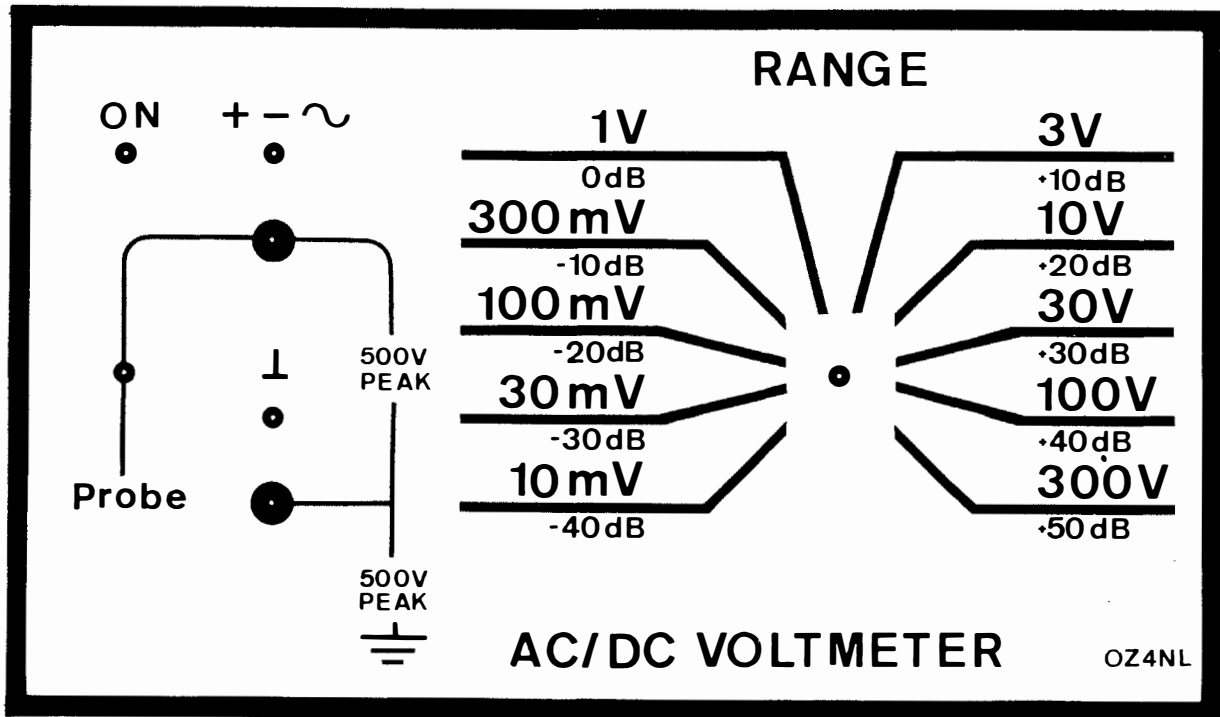 RANGE
ON
+ - ~
1V
0dB
300mV
-10dB
100mV
-20dB
30mV
-30dB
10mV
-40dB
3V
+10dB
10V
+20dB
30V
+30dB
100V
+40dB
300V
+50dB
500V
PEAK
Probe
500V
PEAK
AC/DC VOLTMETER
OZ4NL